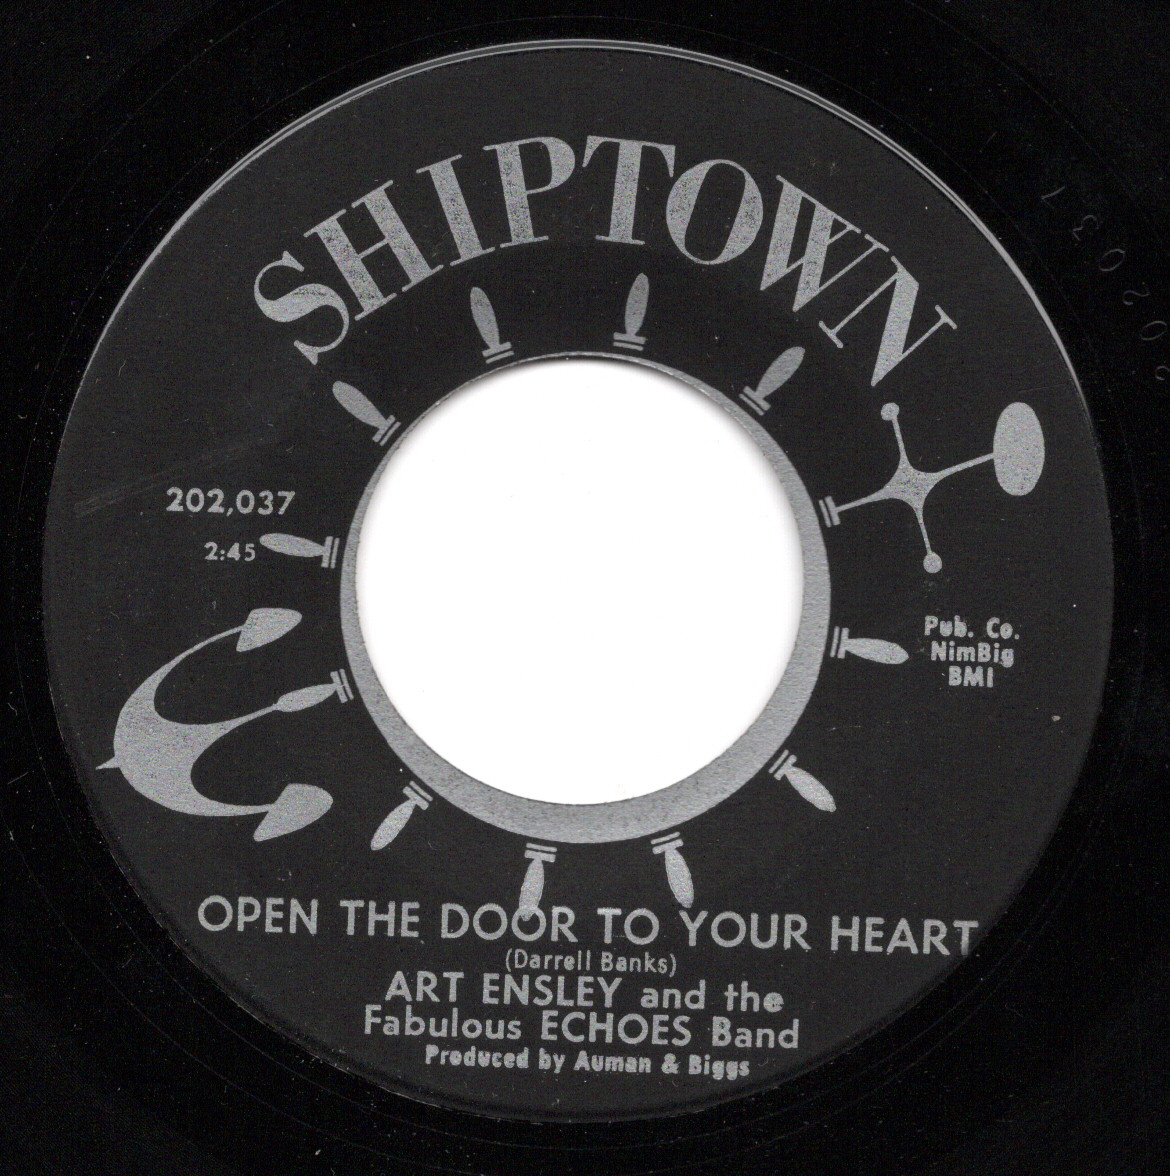 SHIPTOWN
202,037
2:45
Pub. Co.
NimBig
BMI
OPEN THE DOOR TO YOUR HEART
(Darrell Banks)
ART ENSLEY and the
Fabulous ECHOES Band
Produced by Auman & Biggs